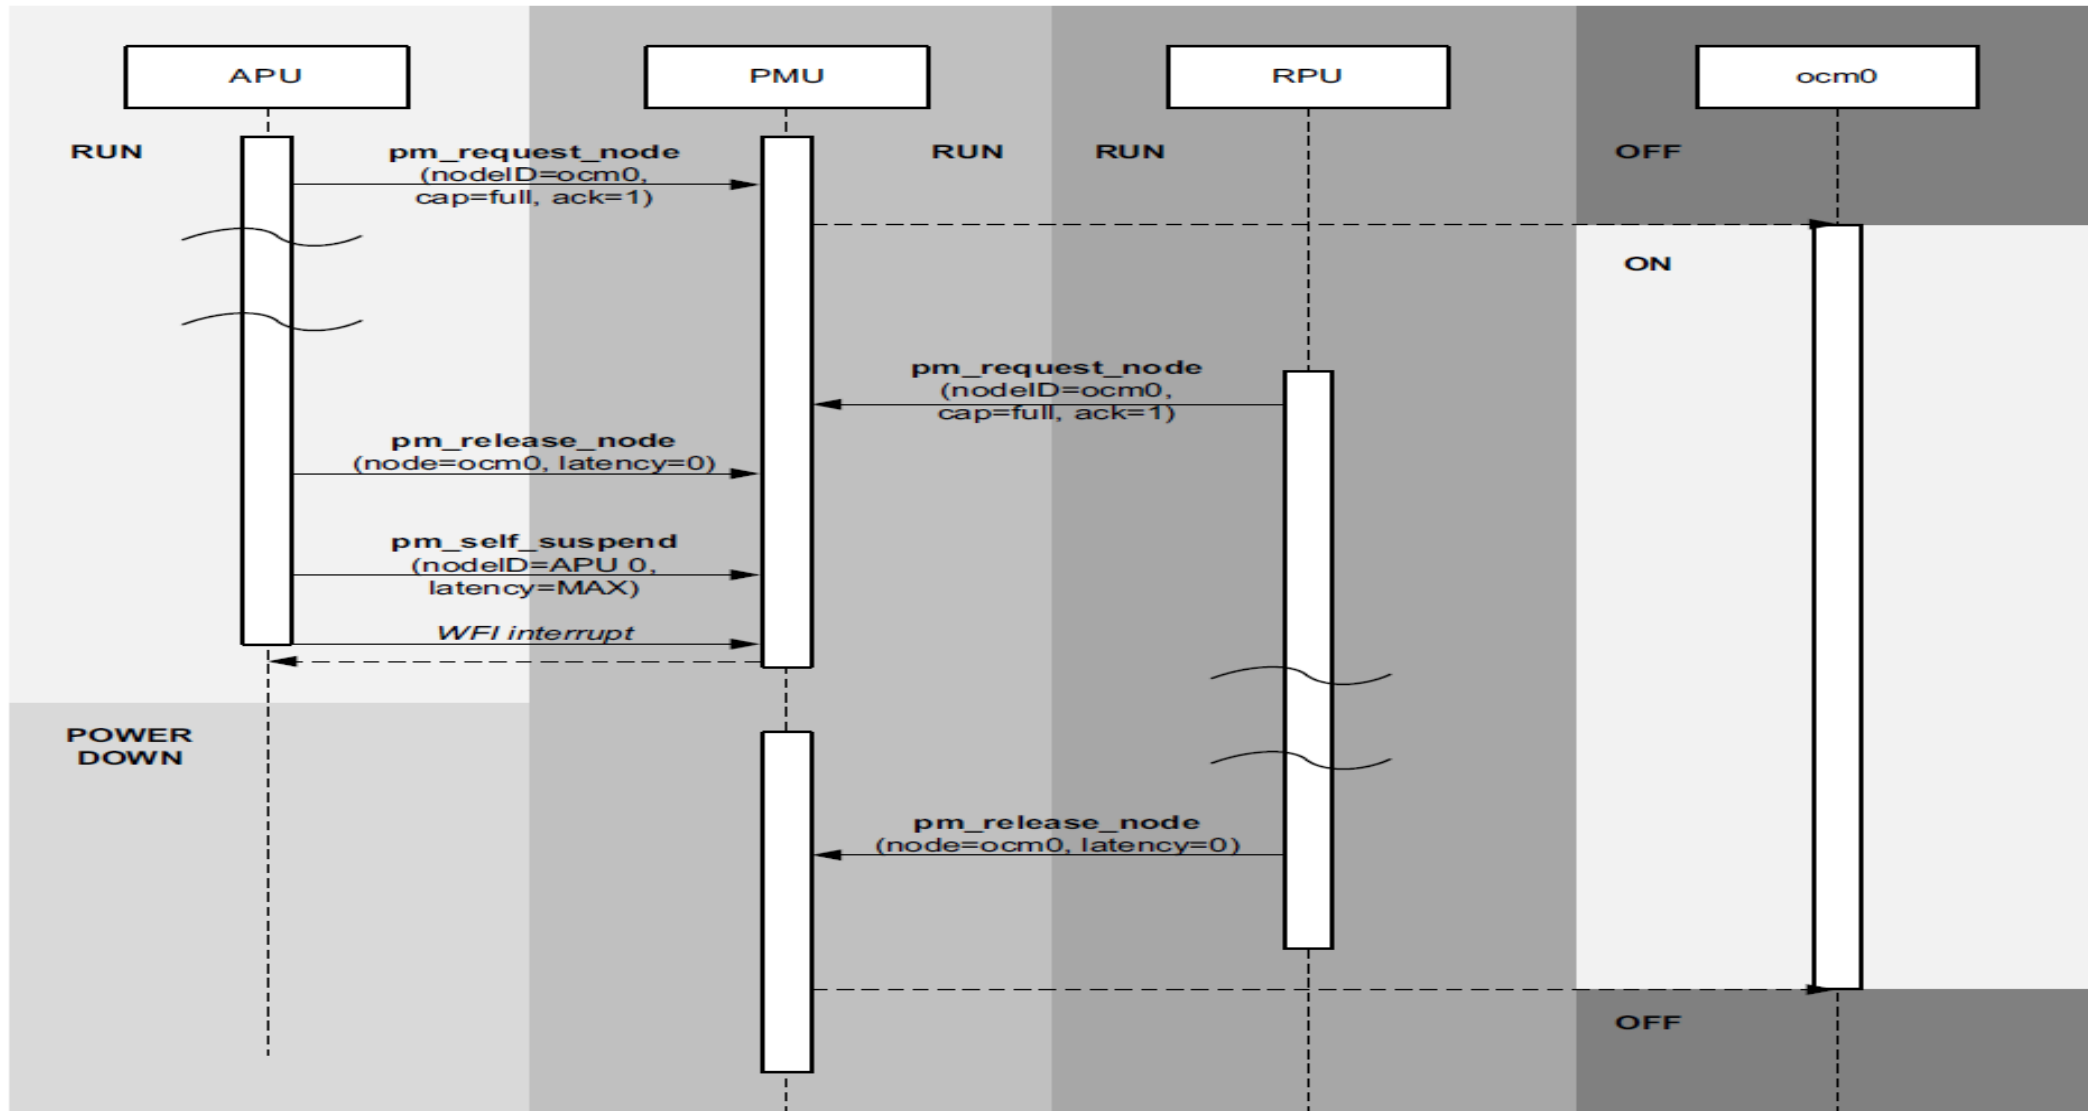 APU
PMU
RPU
ocm0
RUN
pm_request_node
(nodeID=ocm0,
cap=full, ack=1)
RUN
RUN
OFF
ON
pm_request_node
(nodeID=ocm0,
cap=full, ack=1)
pm_release_node
(node=ocm0, latency=0)
pm_self_suspend
(nodeID=APU 0,
latency=MAX)
WFI interrupt
POWER
DOWN
pm_release_node
(node=ocm0, latency=0)
OFF